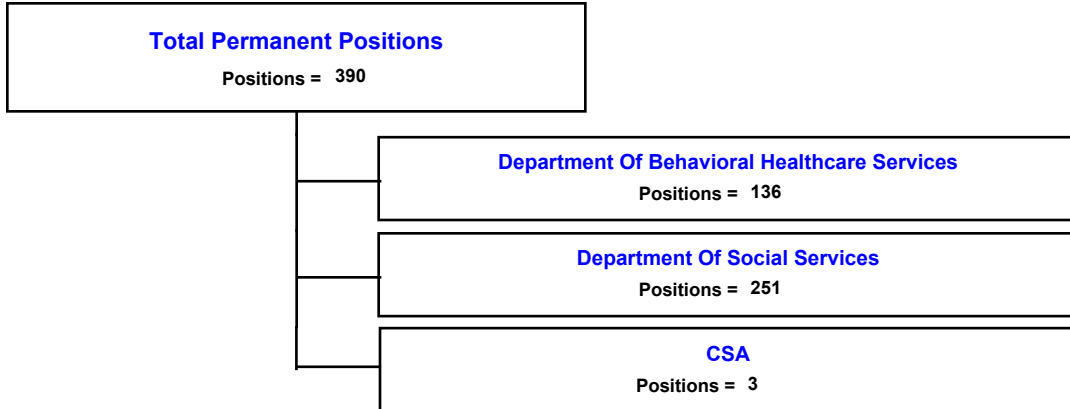 Total Permanent Positions
Positions = 390
Department Of Behavioral Healthcare Services
Positions = 136
Department Of Social Services
Positions = 251
CSA
Positions = 3